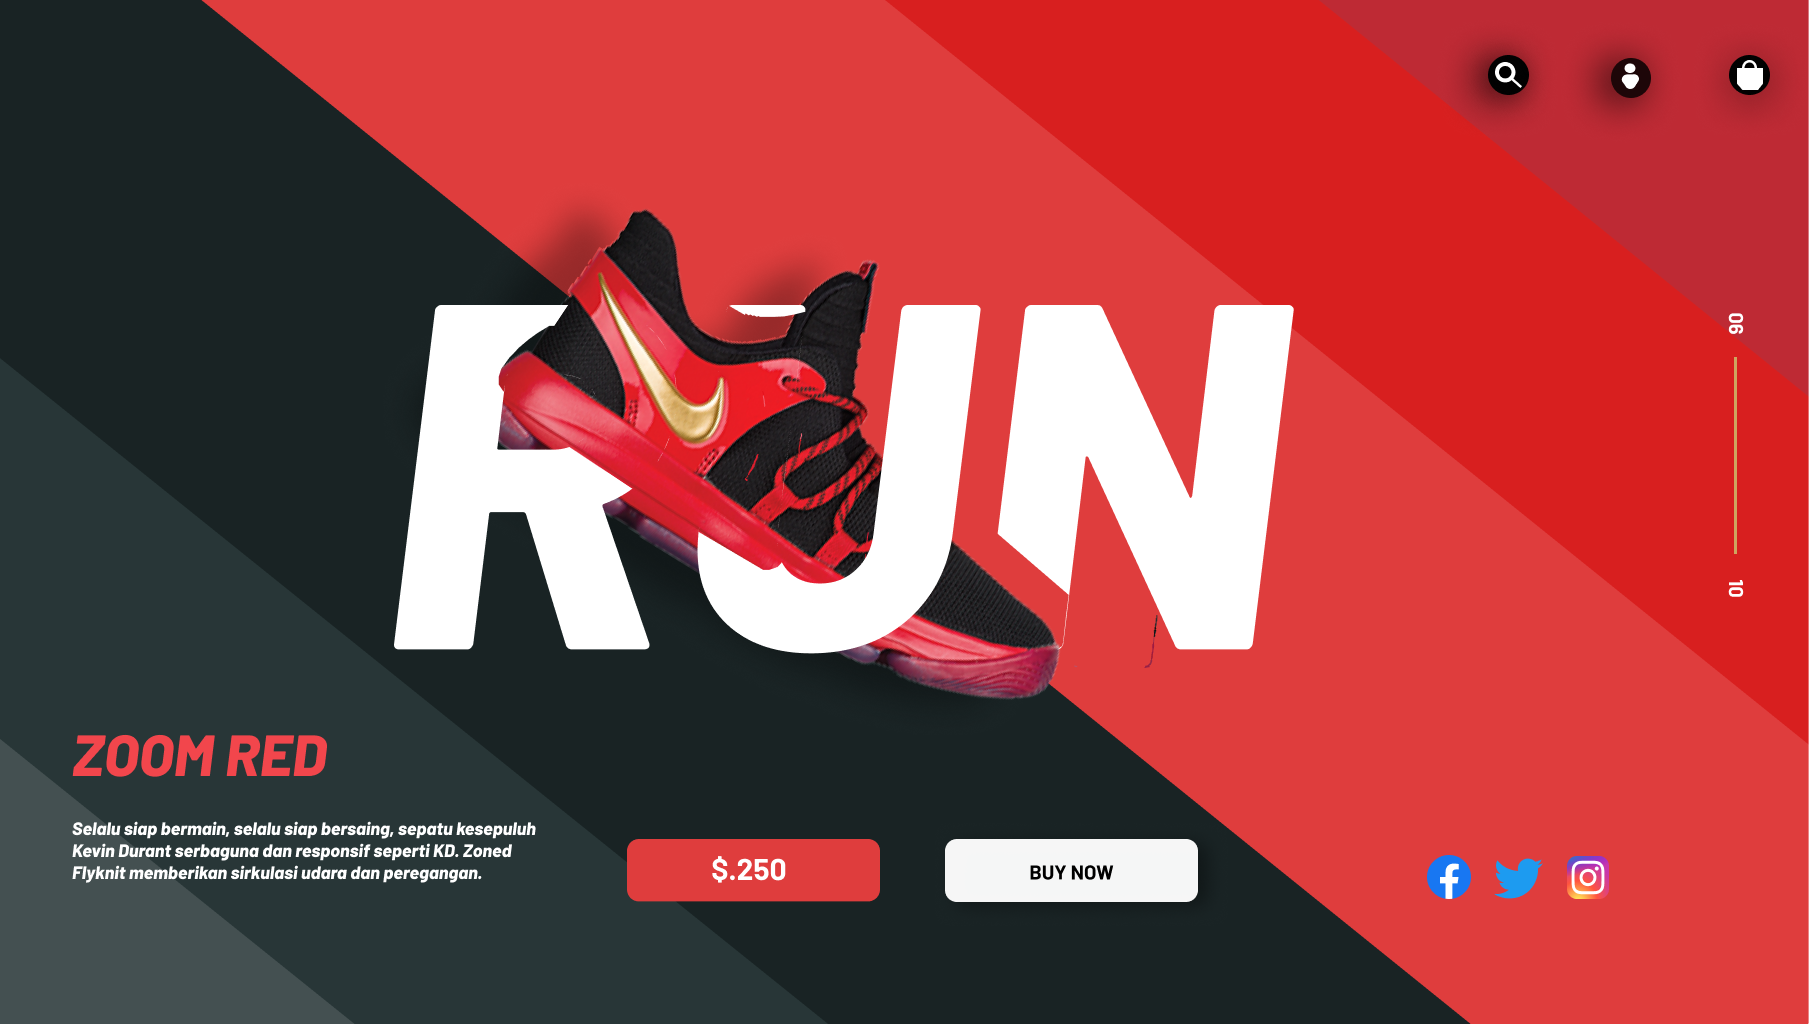 RUN
06
10
ZOOM RED
Selalu siap bermain, selalu siap bersaing, sepatu kesepuluh
Kevin Durant serbaguna dan responsif seperti KD. Zoned
Flyknit memberikan sirkulasi udara dan peregangan.
$.250
BUY NOW